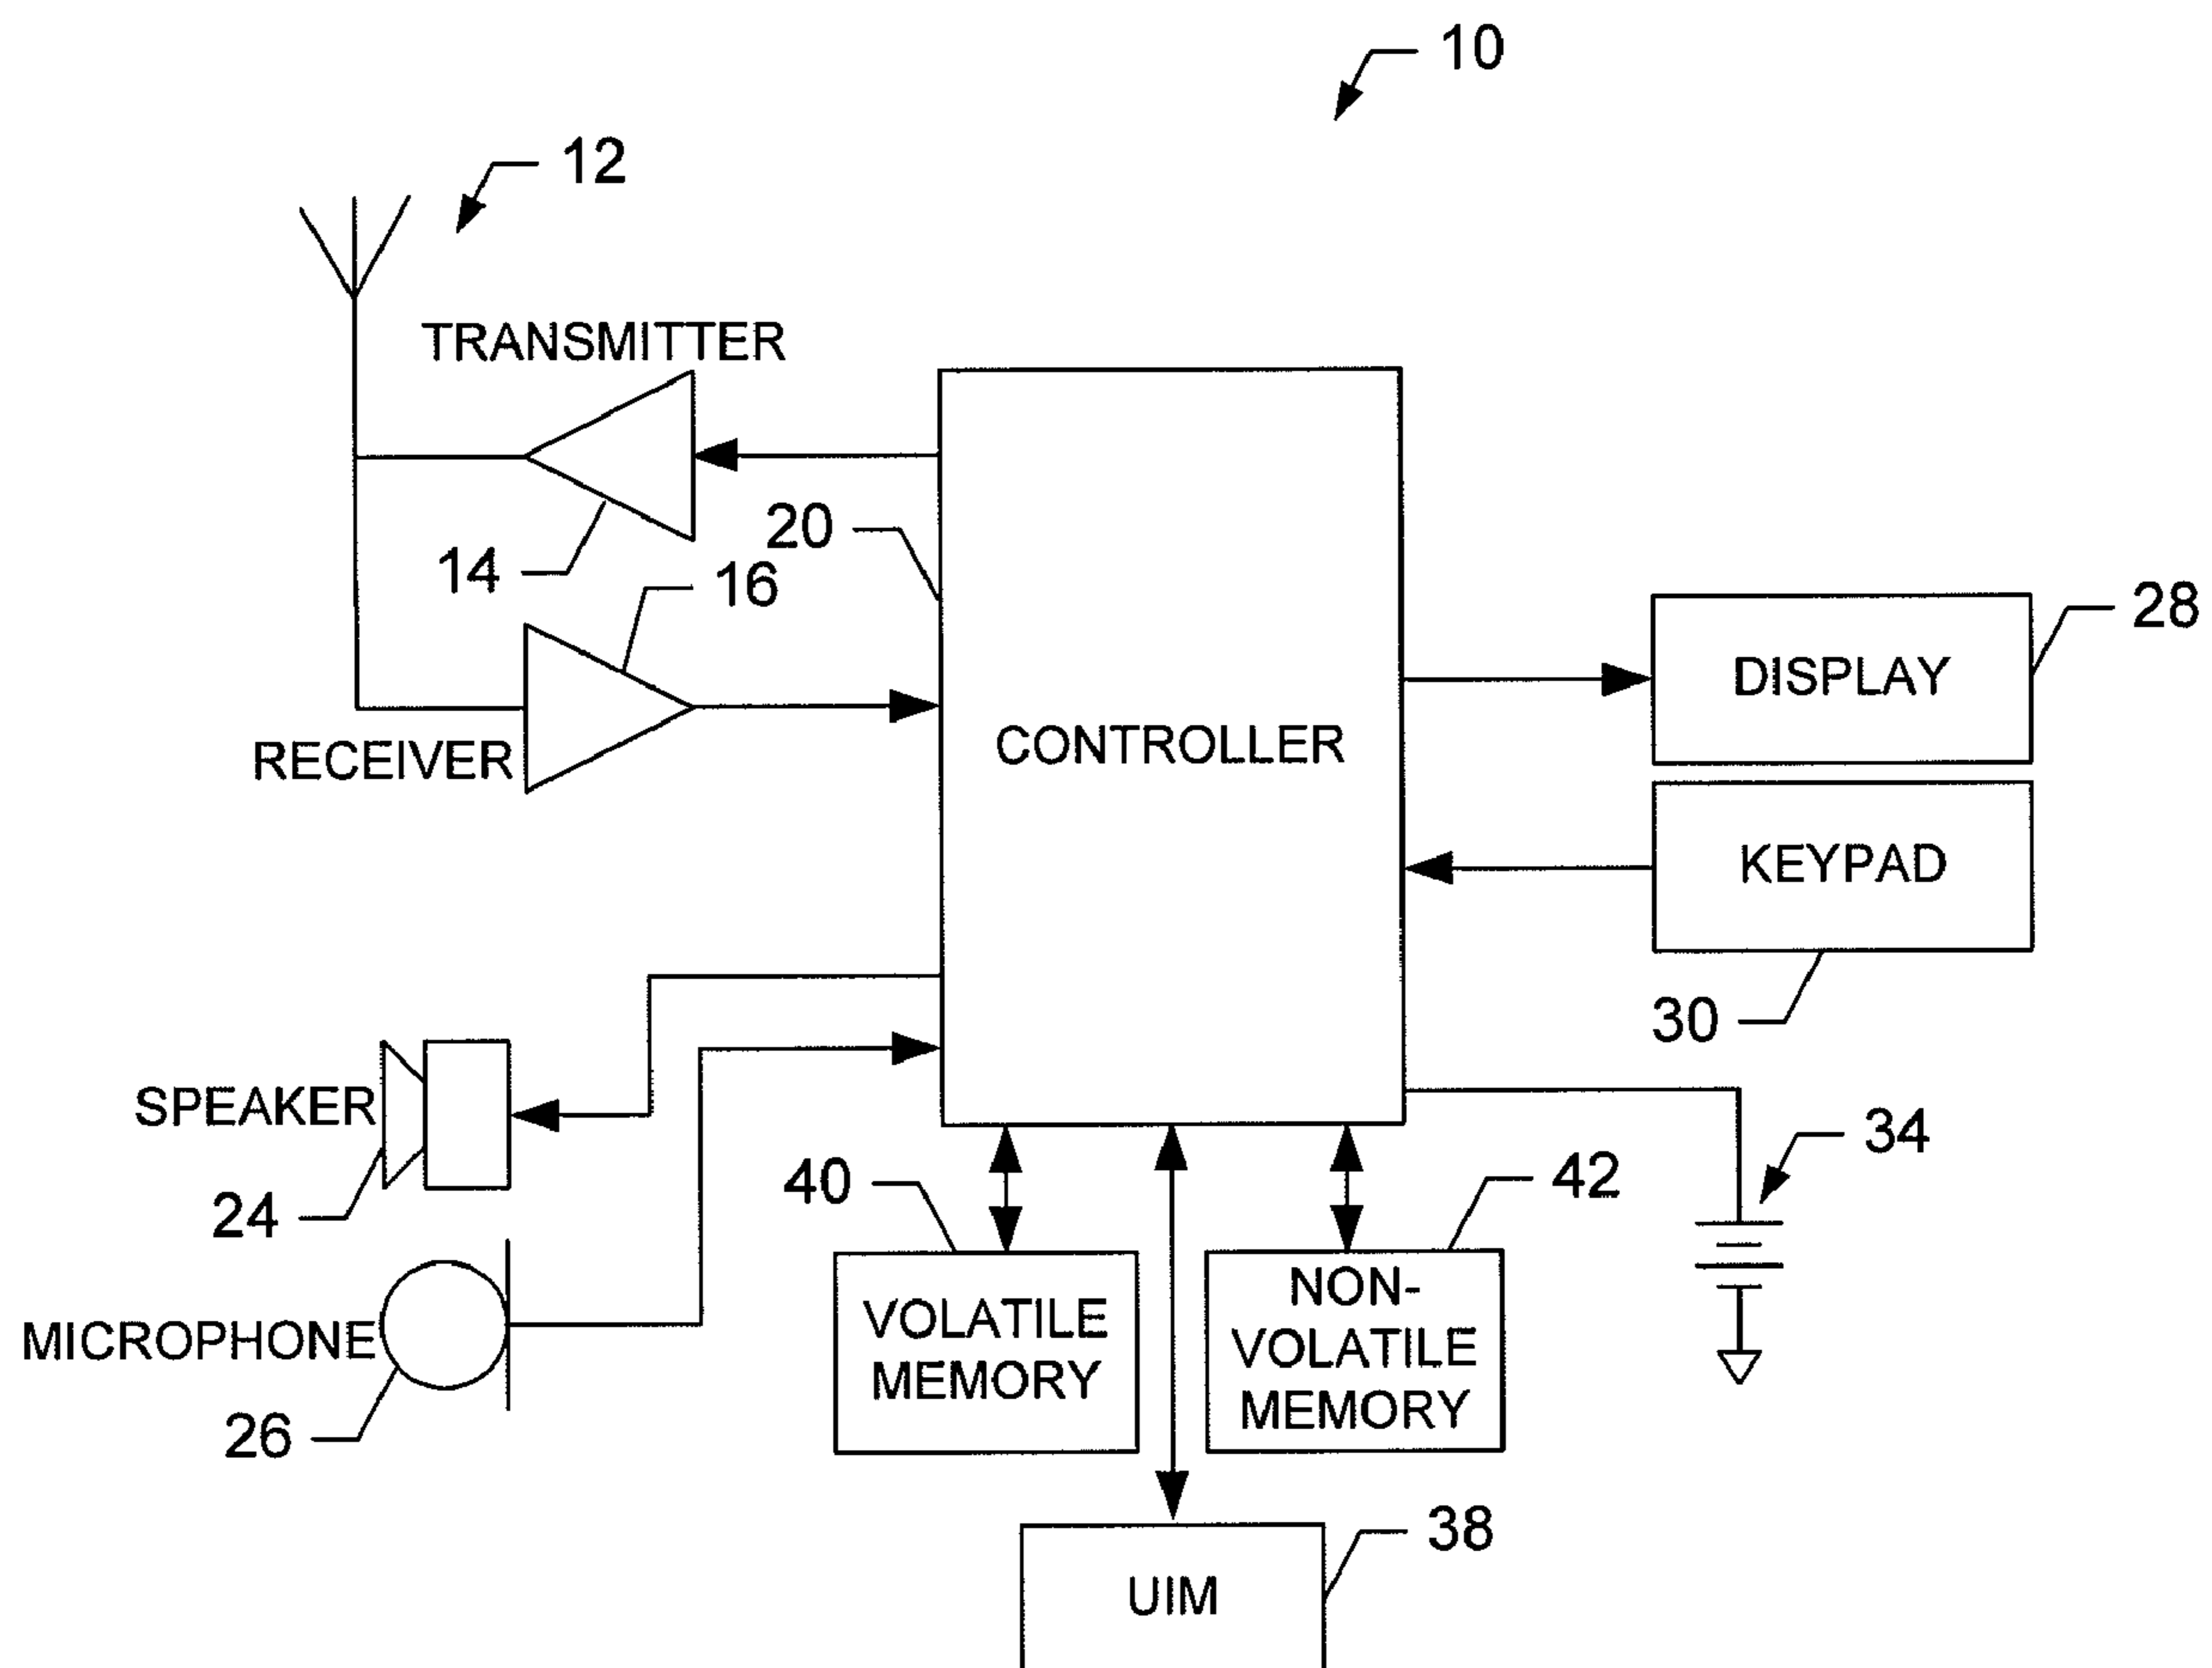 10
12
TRANSMITTER
14
20
16
28
DISPLAY
RECEIVER
CONTROLLER
KEYPAD
30
SPEAKER
24
40
42
34
MICROPHONE
26
VOLATILE
MEMORY
NON-
VOLATILE
MEMORY
38
UIM